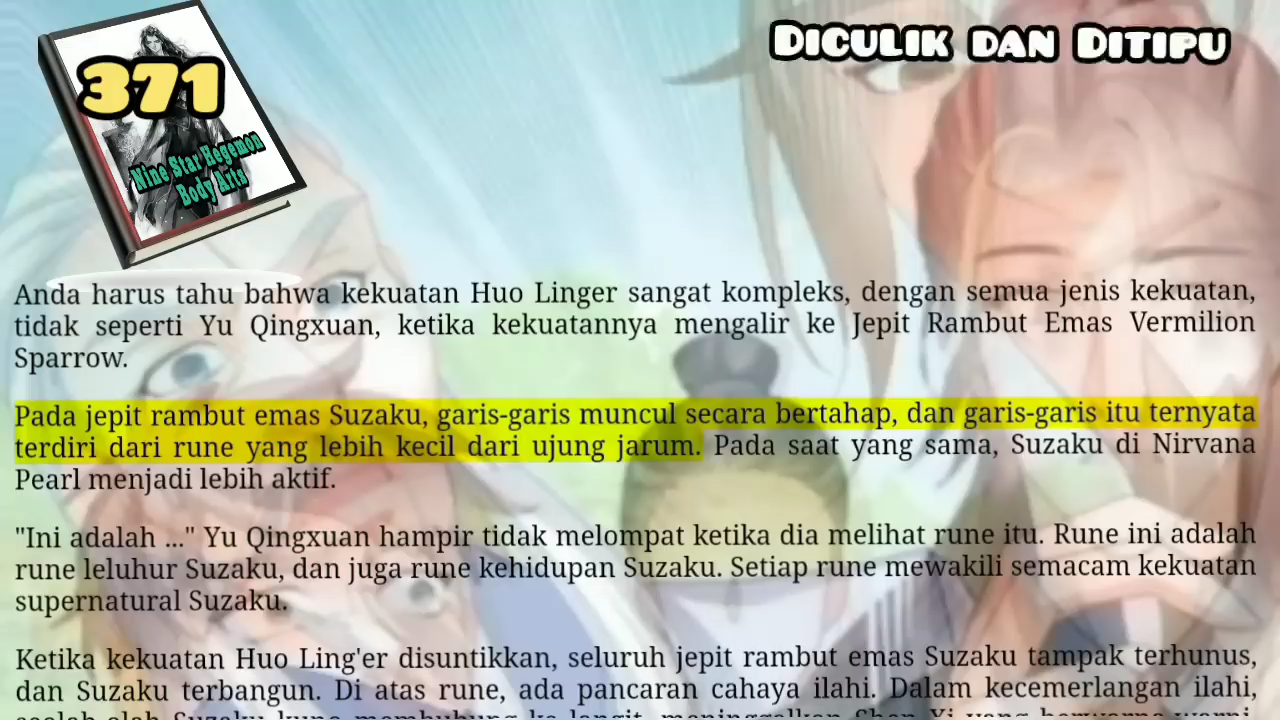 Diculik dan Ditipu
371
Nine Star Hegemon
Body Arts
Anda harus tahu bahwa kekuatan Huo Linger sangat kompleks, dengan semua jenis kekuatan,
tidak seperti Yu Qingxuan, ketika kekuatannya mengalir ke Jepit Rambut Emas Vermilion
Sparrow.
Pada jepit rambut emas Suzaku, garis-garis muncul secara bertahap, dan garis-garis itu ternyata
terdiri dari rune yang lebih kecil dari ujung jarum. Pada saat yang sama, Suzaku di Nirvana
Pearl menjadi lebih aktif.
"Ini adalah ..." Yu Qingxuan hampir tidak melompat ketika dia melihat rune itu. Rune ini adalah
rune leluhur Suzaku, dan juga rune kehidupan Suzaku. Setiap rune mewakili semacam kekuatan
supernatural Suzaku.
Ketika kekuatan Huo Ling'er disuntikkan, seluruh jepit rambut emas Suzaku tampak terhunus,
dan Suzaku terbangun. Di atas rune, ada pancaran cahaya ilahi. Dalam kecemerlangan ilahi,